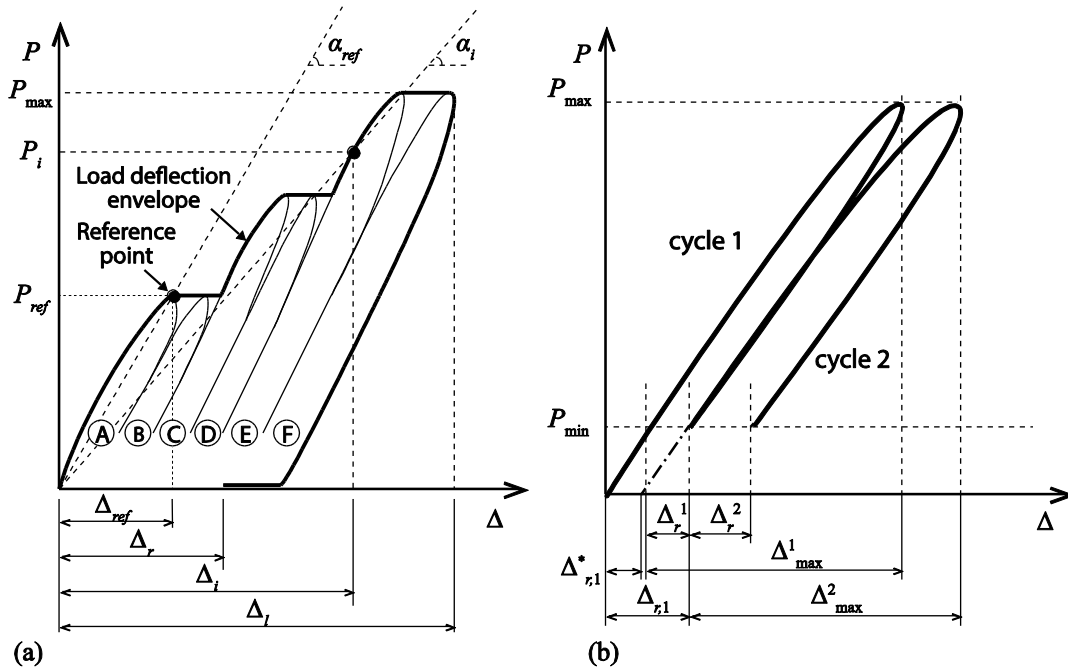 P
α_ref
α_i
P_max
P_i
Load deflection
envelope
Reference
point
P_ref
A B C D E F
Δ_ref
Δ
Δ_r
Δ_i
Δ_l
(a)
P
P_max
cycle 1
cycle 2
P_min
Δ_r^1 Δ_r^2
Δ
Δ*_r,1
Δ^1_max
Δ_r,1
Δ^2_max
(b)